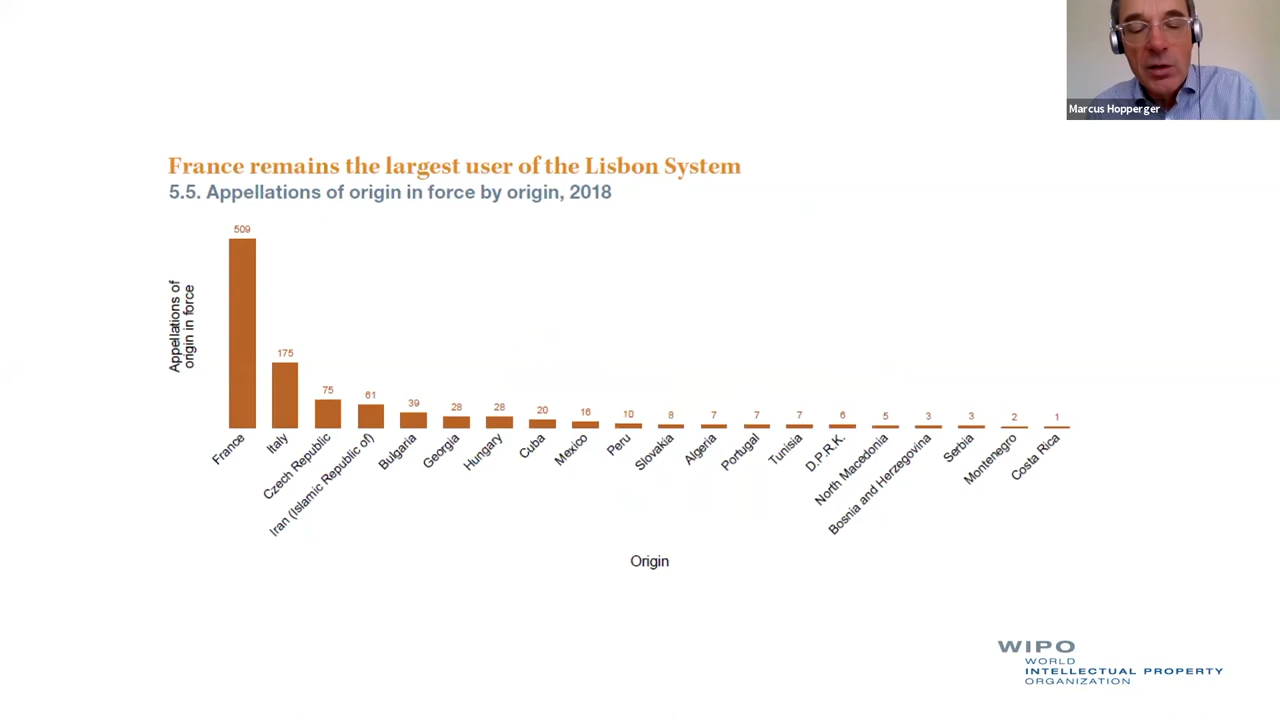 Marcus Hopperger
France remains the largest user of the Lisbon System
5.5. Appellations of origin in force by origin, 2018
Appellations of
origin in force
509
175
75
61
39
28
28
20
16
10
8
7
7
7
6
5
3
3
2
1
France
Italy
Czech Republic
Iran (Islamic Republic of)
Bulgaria
Georgia
Hungary
Cuba
Mexico
Peru
Slovakia
Algeria
Portugal
Tunisia
D.P.R.K.
North Macedonia
Bosnia and Herzegovina
Serbia
Montenegro
Costa Rica
Origin
WIPO
WORLD
INTELLECTUAL PROPERTY
ORGANIZATION